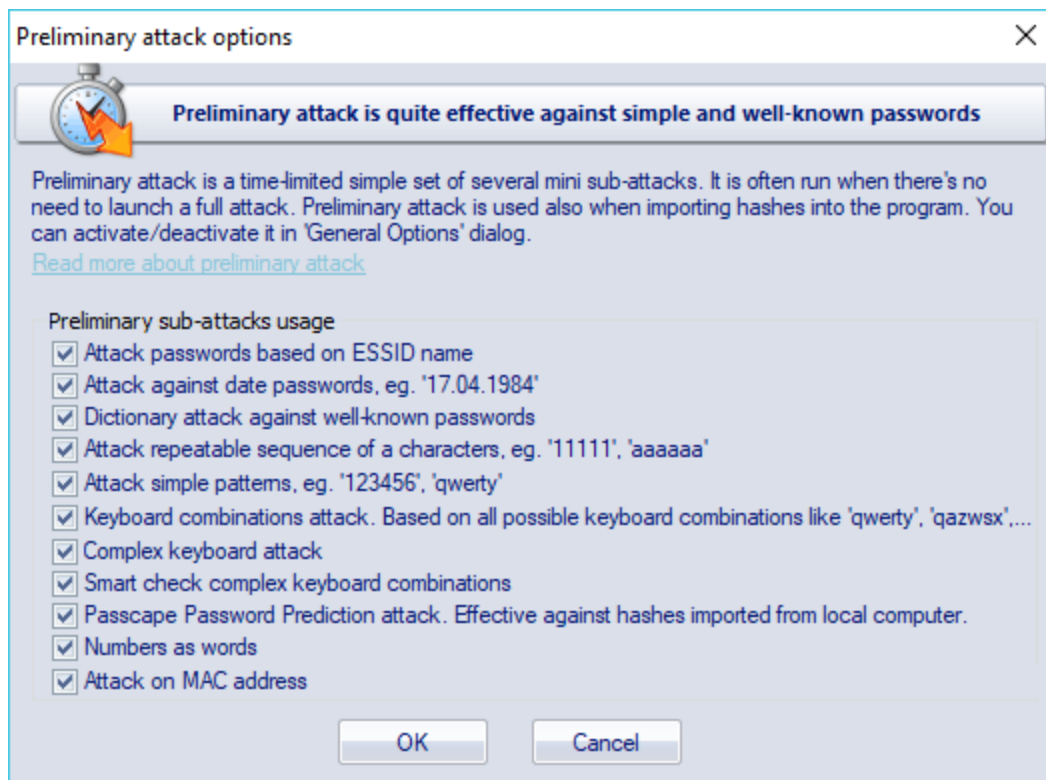 Preliminary attack options
Preliminary attack is quite effective against simple and well-known passwords
Preliminary attack is a time-limited simple set of several mini sub-attacks. It is often run when there's no
need to launch a full attack. Preliminary attack is used also when importing hashes into the program. You
can activate/deactivate it in 'General Options' dialog.
Read more about preliminary attack
Preliminary sub-attacks usage
Attack passwords based on ESSID name
Attack against date passwords, eg. '17.04.1984'
Dictionary attack against well-known passwords
Attack repeatable sequence of a characters, eg. '11111', 'aaaaaa'
Attack simple patterns, eg. '123456', 'qwerty'
Keyboard combinations attack. Based on all possible keyboard combinations like 'qwerty', 'qazwsx',...
Complex keyboard attack
Smart check complex keyboard combinations
Passcape Password Prediction attack. Effective against hashes imported from local computer.
Numbers as words
Attack on MAC address
OK
Cancel